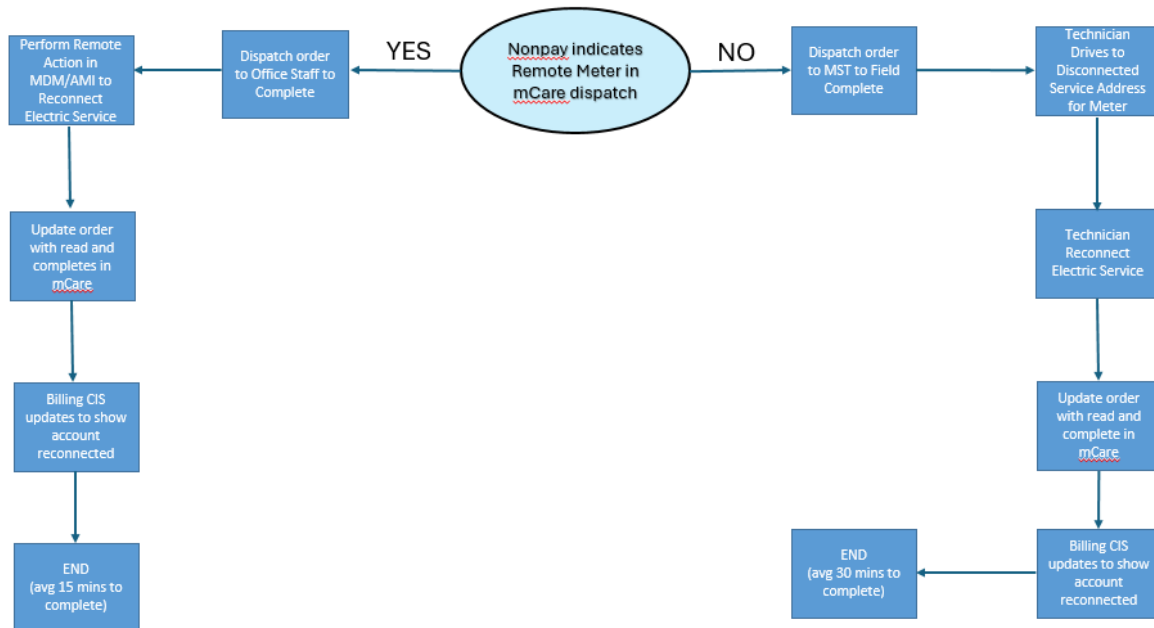 Nonpay indicates
Remote Meter in
mCare dispatch
YES
Dispatch order
to Office Staff to
Complete
Perform Remote
Action in
MDM/AMI to
Reconnect
Electric Service
Update order
with read and
completes in
mCare
Billing CIS
updates to show
account
reconnected
END
(avg 15 mins to
complete)
NO
Dispatch order
to MST to Field
Complete
Technician
Drives to
Disconnected
Service Address
for Meter
Technician
Reconnect
Electric Service
Update order
with read and
complete in
mCare
Billing CIS
updates to show
account
reconnected
END
(avg 30 mins to
complete)